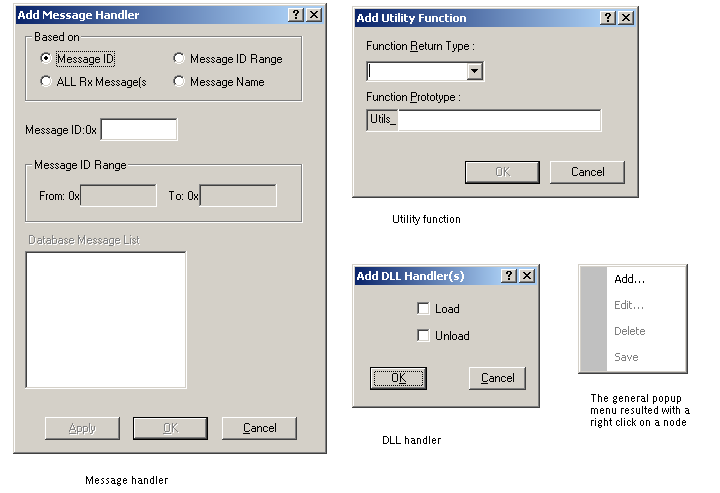 Add Message Handler
Based on
Message ID
Message ID Range
ALL Rx Message(s
Message Name
Message ID:0x
Message ID Range
From: 0x
To: 0x
Database Message List
Apply
OK
Cancel
Message handler
Add Utility Function
Function Return Type :
Function Prototype :
Utils_
OK
Cancel
Utility function
Add DLL Handler(s)
Load
Unload
OK
Cancel
DLL handler
Add...
Edit...
Delete
Save
The general popup
menu resulted with a
right click on a node